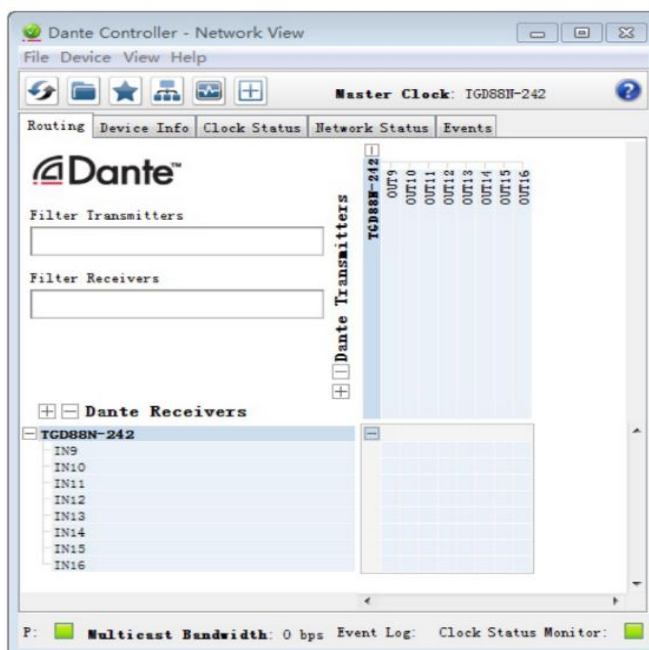 Dante Controller - Network View
File Device View Help
Master Clock: TGD88N-242
?
Routing Device Info Clock Status Network Status Events
Dante™
Filter Transmitters
Filter Receivers
Dante Transmitters
TGD88N-242
OUT9
OUT10
OUT11
OUT12
OUT13
OUT14
OUT15
OUT16
Dante Receivers
TGD88N-242
IN9
IN10
IN11
IN12
IN13
IN14
IN15
IN16
P: Multicast Bandwidth: 0 bps Event Log: Clock Status Monitor: